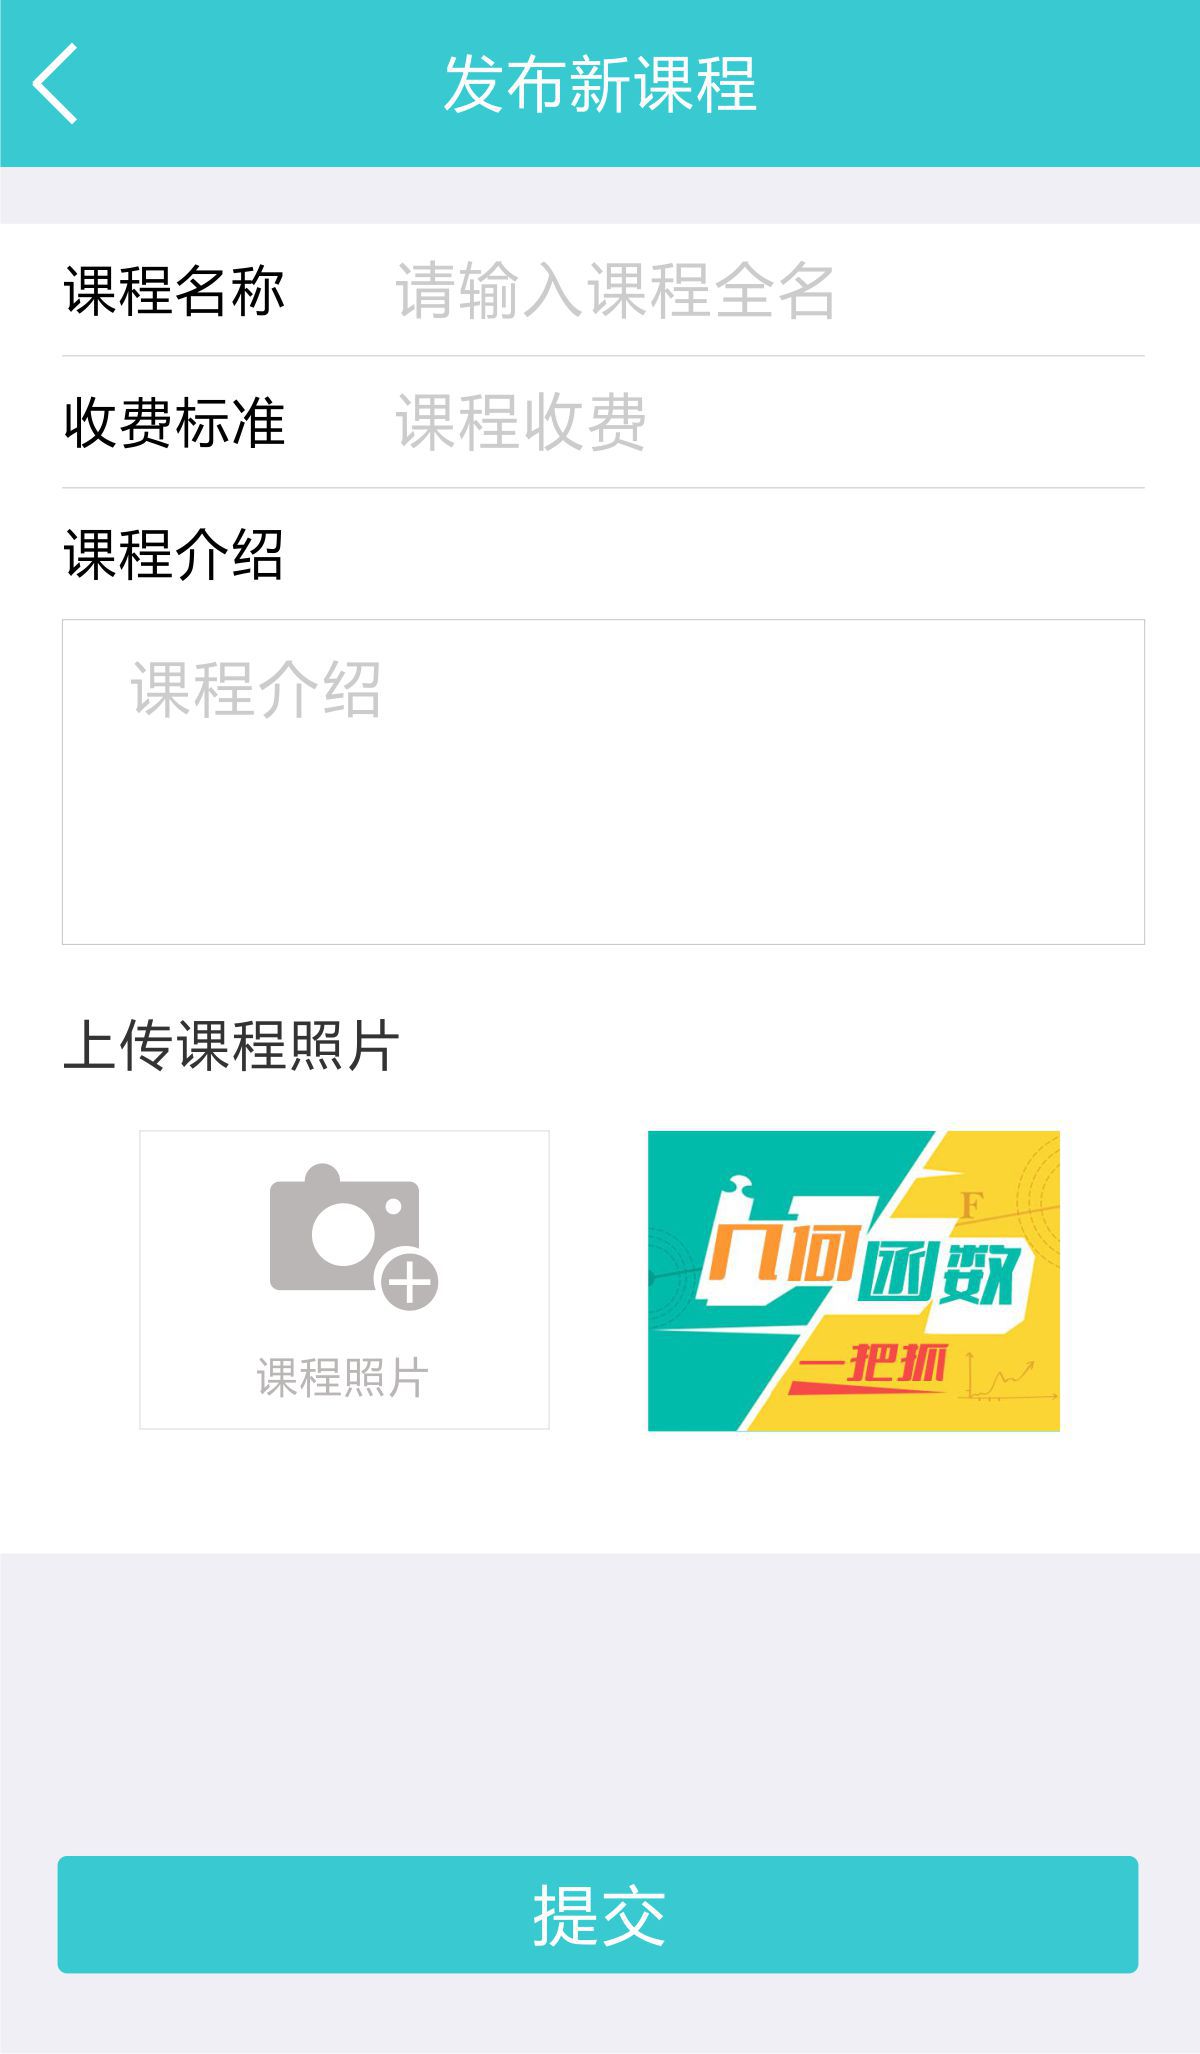 发布新课程
课程名称 请输入课程全名
收费标准 课程收费
课程介绍
课程介绍
上传课程照片
课程照片
F
几何函数
一把抓
提交